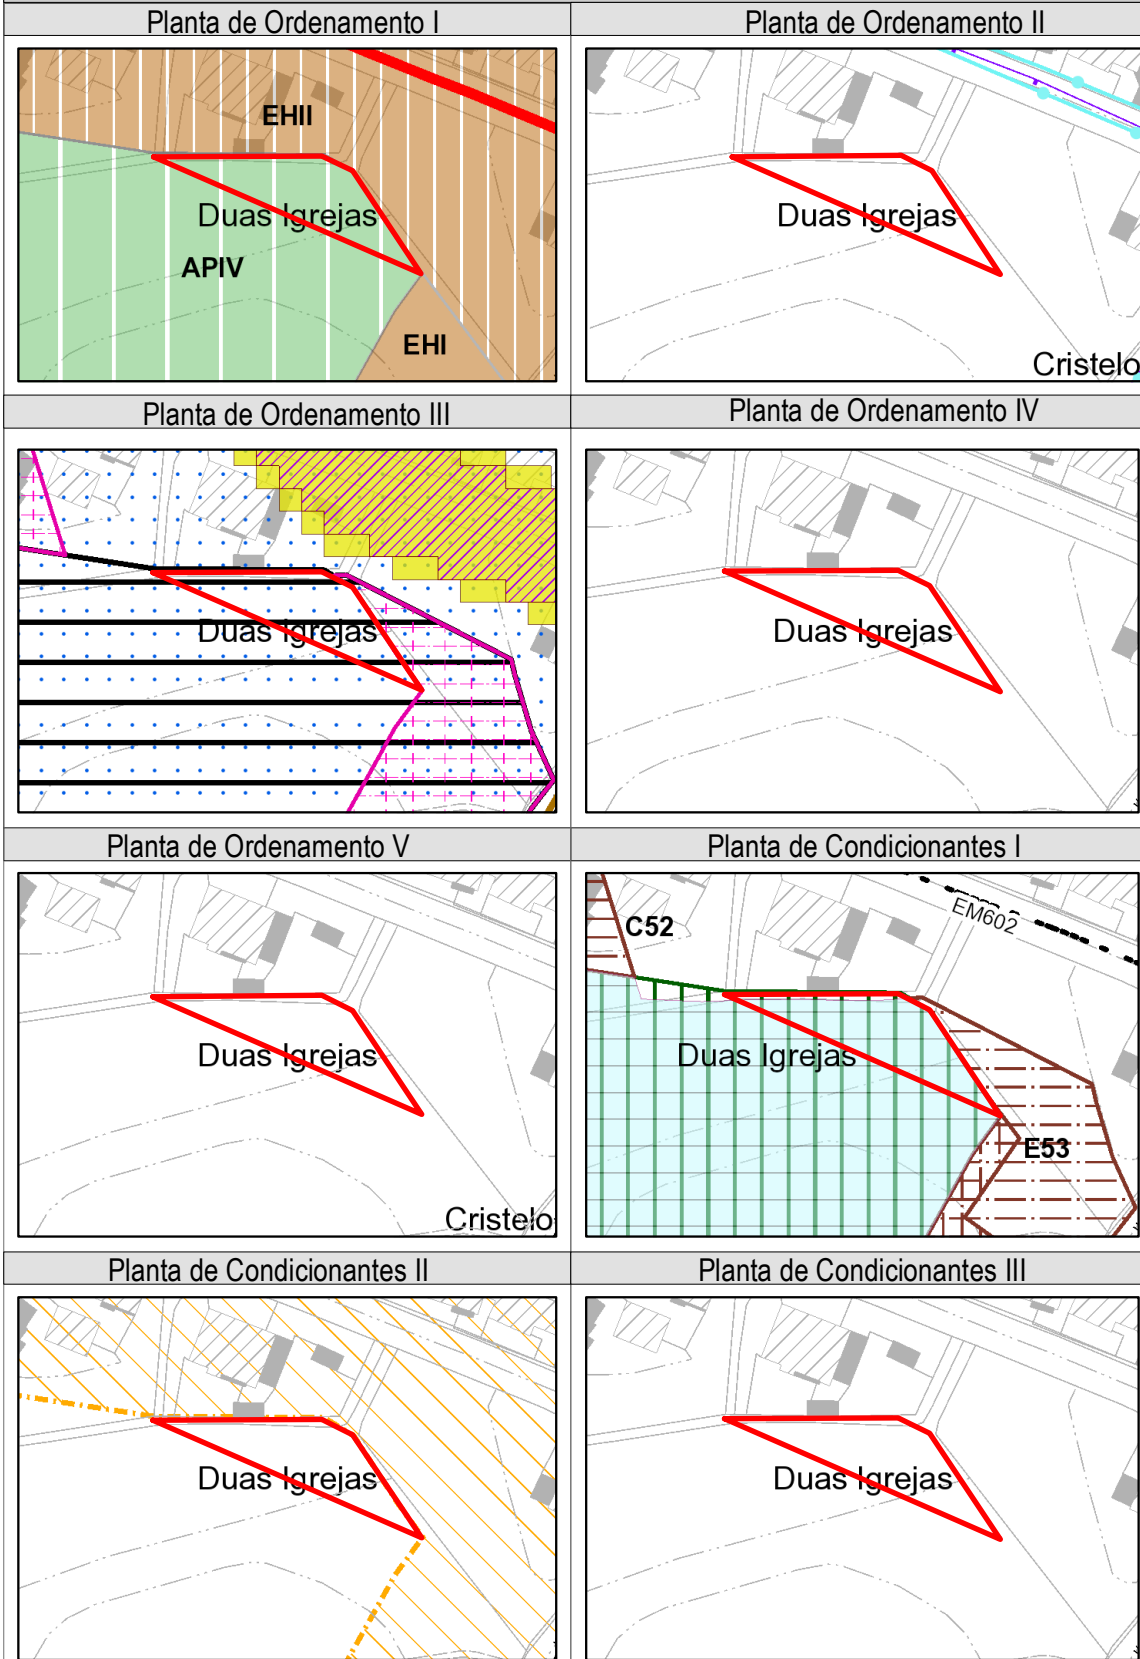 Planta de Ordenamento I
Planta de Ordenamento II
EHII
Duas Igrejas
APIV
EHI
Duas Igrejas
Cristelo
Planta de Ordenamento III
Planta de Ordenamento IV
Duas Igrejas
Duas Igrejas
Planta de Ordenamento V
Planta de Condicionantes I
Duas Igrejas
Cristelo
C52
EM602
Duas Igrejas
E53
Planta de Condicionantes II
Planta de Condicionantes III
Duas Igrejas
Duas Igrejas